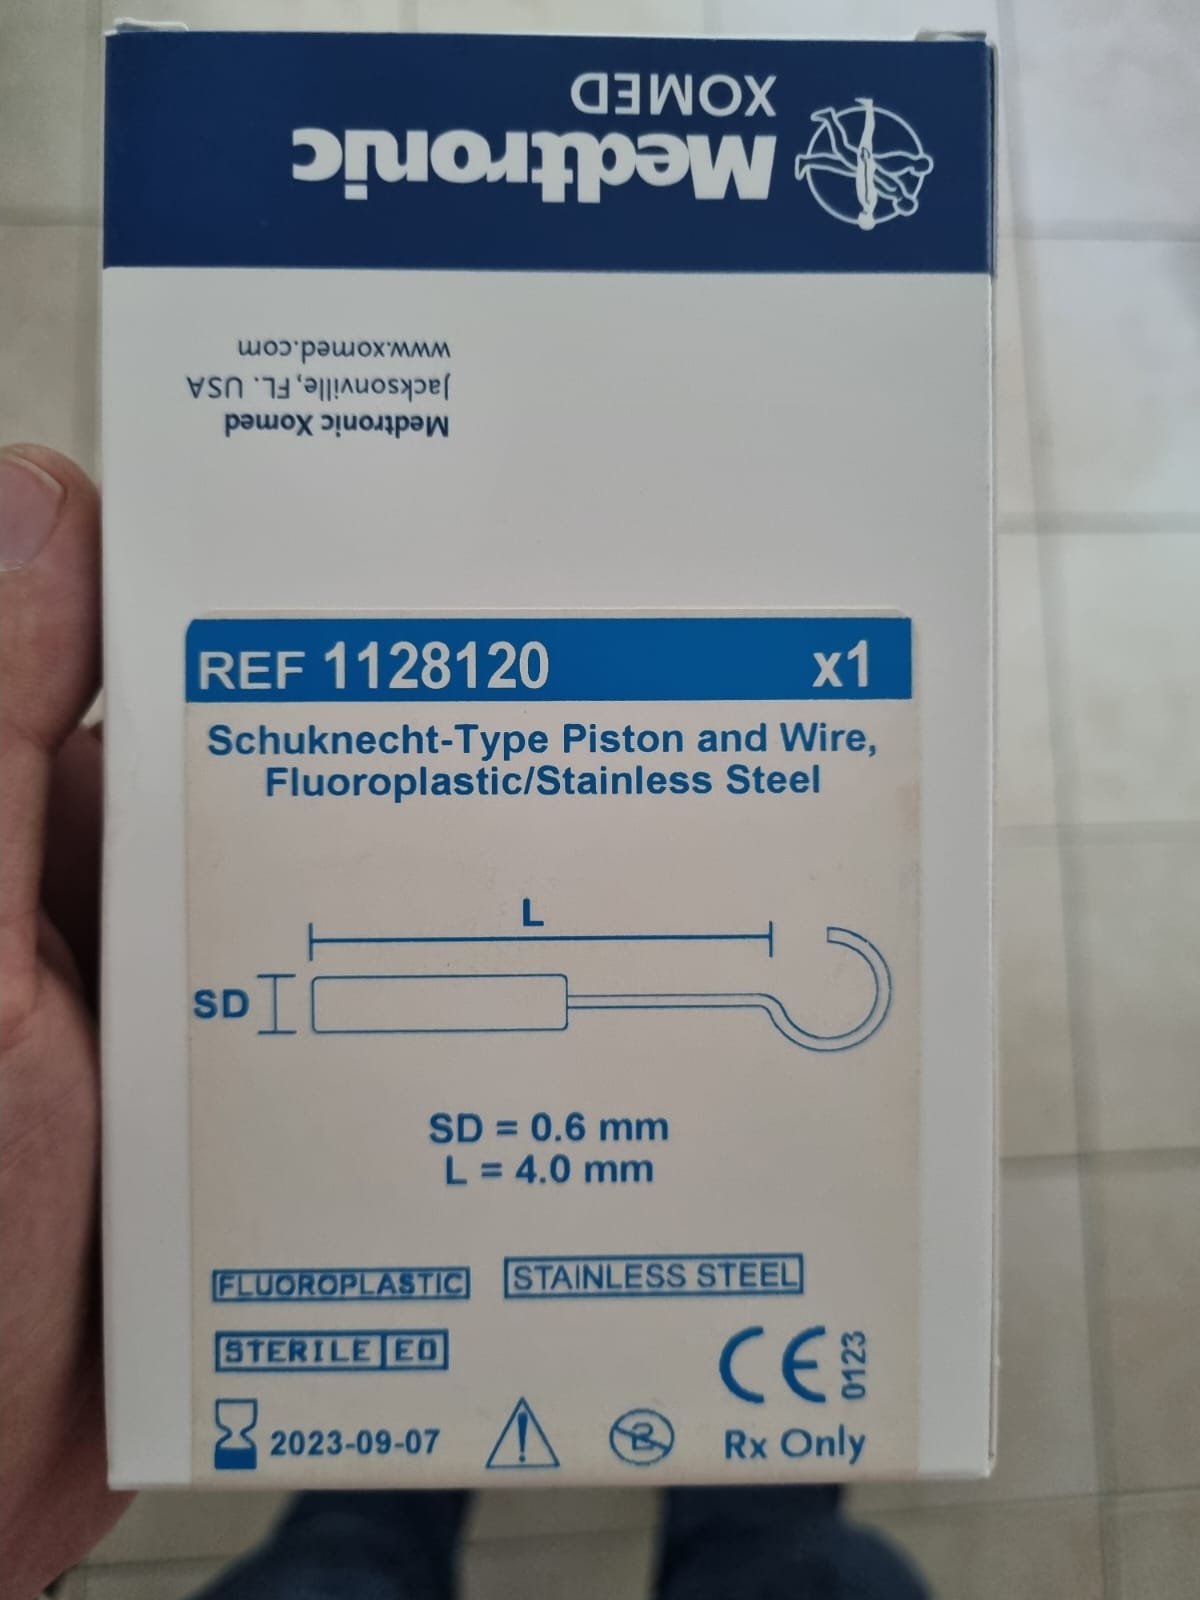 Medtronic
XOMED
Medtronic Xomed
Jacksonville, FL. USA
www.xomed.com
REF 1128120 x1
Schuknecht-Type Piston and Wire,
Fluoroplastic/Stainless Steel
L
SD
SD = 0.6 mm
L = 4.0 mm
FLUOROPLASTIC STAINLESS STEEL
STERILE EO
CE 0123
2023-09-07 2 Rx Only